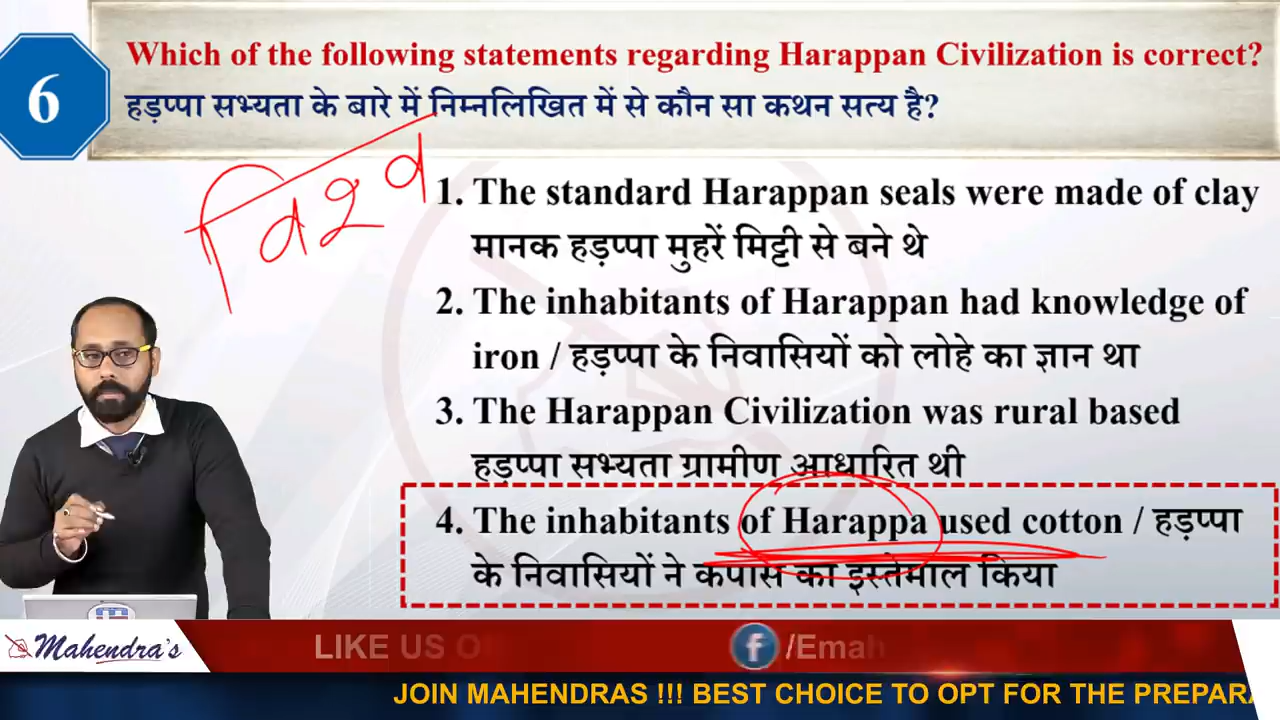 6
Which of the following statements regarding Harappan Civilization is correct?
हड़प्पा सभ्यता के बारे में निम्नलिखित में से कौन सा कथन सत्य है?
विश्व
1. The standard Harappan seals were made of clay
मानक हड़प्पा मुहरें मिट्टी से बने थे
2. The inhabitants of Harappan had knowledge of
iron / हड़प्पा के निवासियों को लोहे का ज्ञान था
3. The Harappan Civilization was rural based
हड़प्पा सभ्यता ग्रामीण आधारित थी
4. The inhabitants of Harappa used cotton / हड़प्पा
के निवासियों ने कपास का इस्तेमाल किया
Mahendra's
LIKE US O
/Emah
JOIN MAHENDRAS !!! BEST CHOICE TO OPT FOR THE PREPARA